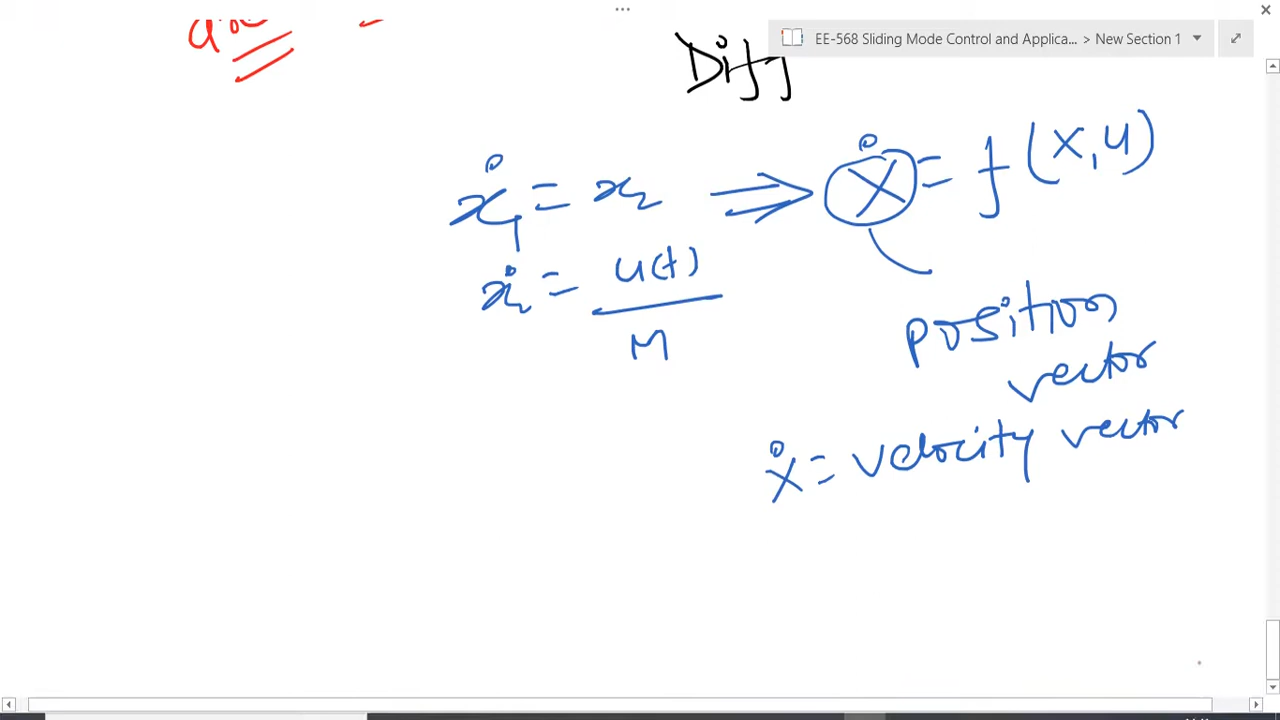 EE-568 Sliding Mode Control and Applica... > New Section 1
Diff
ẋ₁ = x₂ ⇒ Ẋ = f(X,u)
ẋ₂ = u(t)/M
position
vector
ẋ = velocity vector